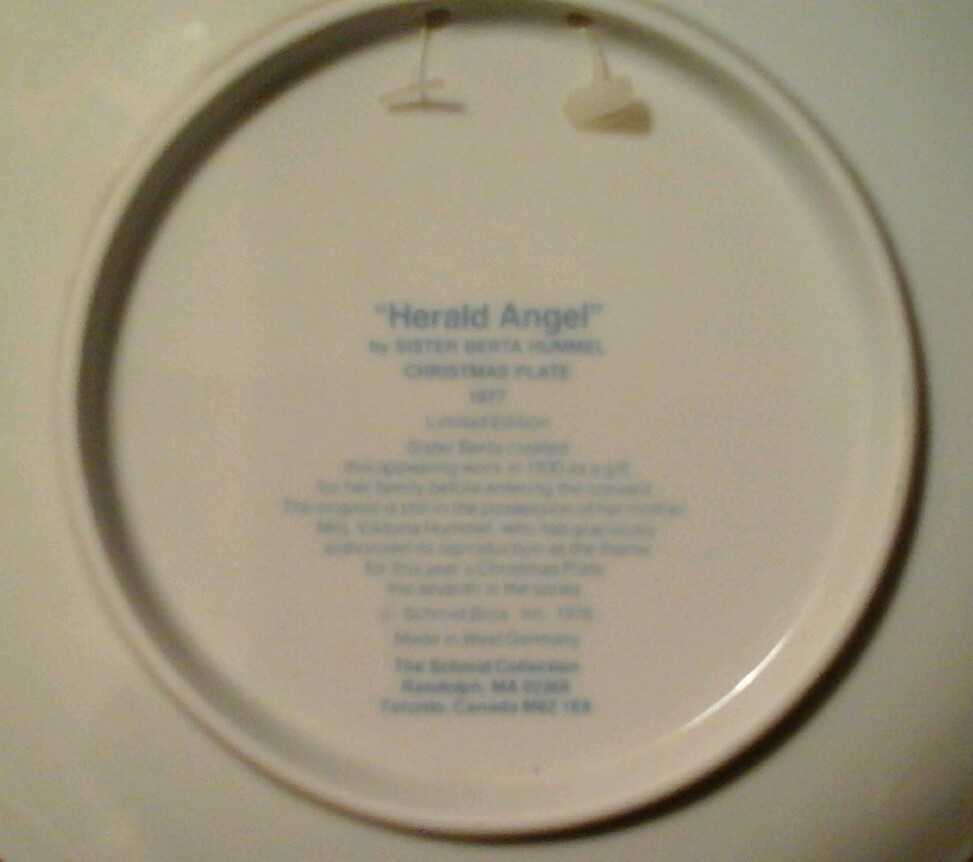 "Herald Angel"
by SISTER BERTA HUMMEL
CHRISTMAS PLATE
1977
Limited Edition
Sister Berta created
this appealing work in 1930 as a gift
for her family before entering the convent.
The original is still in the possession of her mother,
Mrs. Viktoria Hummel, who has graciously
authorized its reproduction as the theme
for this year's Christmas Plate
the seventh in the series
© Schmid Bros. Inc. 1976
Made in West Germany
The Schmid Collection
Randolph, MA 02368
Toronto, Canada